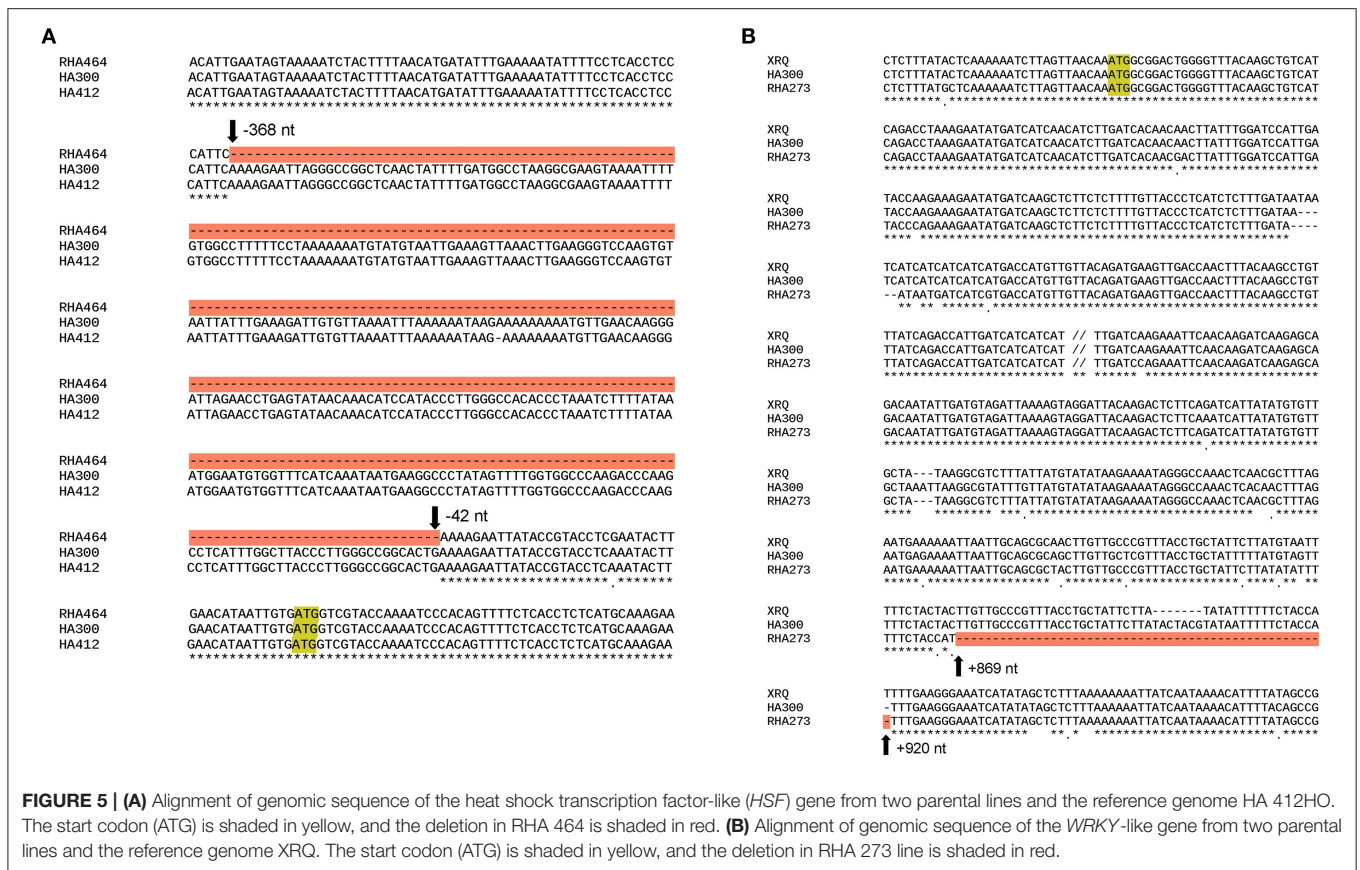 A
RHA464 ACATTGAATAGTAAAAATCTACTTTTAACATGATATTTGAAAAATATTTTCCTCACCTCC
HA300 ACATTGAATAGTAAAAATCTACTTTTAACATGATATTTGAAAAATATTTTCCTCACCTCC
HA412 ACATTGAATAGTAAAAATCTACTTTTAACATGATATTTGAAAAATATTTTCCTCACCTCC
************************************************************
-368 nt
RHA464 CATTC-------------------------------------------------------
HA300 CATTCAAAAGAATTAGGGCCGGCTCAACTATTTTGATGGCCTAAGGCGAAGTAAAATTTT
HA412 CATTCAAAAGAATTAGGGCCGGCTCAACTATTTTGATGGCCTAAGGCGAAGTAAAATTTT
*****
RHA464 ------------------------------------------------------------
HA300 GTGGCCTTTTTCCTAAAAAAATGTATGTAATTGAAAGTTAAACTTGAAGGGTCCAAGTGT
HA412 GTGGCCTTTTTCCTAAAAAAATGTATGTAATTGAAAGTTAAACTTGAAGGGTCCAAGTGT
RHA464 ------------------------------------------------------------
HA300 AATTATTTGAAAGATTGTGTTAAAATTTAAAAAATAAGAAAAAAAAATGTTGAACAAGGG
HA412 AATTATTTGAAAGATTGTGTTAAAATTTAAAAAATAAG-AAAAAAAATGTTGAACAAGGG
RHA464 ------------------------------------------------------------
HA300 ATTAGAACCTGAGTATAACAAACATCCATACCCTTGGGCCACACCCTAAATCTTTTATAA
HA412 ATTAGAACCTGAGTATAACAAACATCCATACCCTTGGGCCACACCCTAAATCTTTTATAA
RHA464 ------------------------------------------------------------
HA300 ATGGAATGTGGTTTCATCAAATAATGAAGGCCCTATAGTTTTGGTGGCCCAAGACCCAAG
HA412 ATGGAATGTGGTTTCATCAAATAATGAAGGCCCTATAGTTTTGGTGGCCCAAGACCCAAG
-42 nt
RHA464 -------------------------------AAAAGAATTATACCGTACCTCGAATACTT
HA300 CCTCATTTGGCTTACCCTTGGGCCGGCACTGAAAAGAATTATACCGTACCTCAAATACTT
HA412 CCTCATTTGGCTTACCCTTGGGCCGGCACTGAAAAGAATTATACCGTACCTCAAATACTT
*********************.*******
RHA464 GAACATAATTGTGATGGTCGTACCAAAATCCCACAGTTTTCTCACCTCTCATGCAAAGAA
HA300 GAACATAATTGTGATGGTCGTACCAAAATCCCACAGTTTTCTCACCTCTCATGCAAAGAA
HA412 GAACATAATTGTGATGGTCGTACCAAAATCCCACAGTTTTCTCACCTCTCATGCAAAGAA
************************************************************
B
XRQ CTCTTTATACTCAAAAAATCTTAGTTAACAAATGGCGGACTGGGGTTTACAAGCTGTCAT
HA300 CTCTTTATACTCAAAAAATCTTAGTTAACAAATGGCGGACTGGGGTTTACAAGCTGTCAT
RHA273 CTCTTTATGCTCAAAAAATCTTAGTTAACAAATGGCGGACTGGGGTTTACAAGCTGTCAT
********.***************************************************
XRQ CAGACCTAAAGAATATGATCATCAACATCTTGATCACAACAACTTATTTGGATCCATTGA
HA300 CAGACCTAAAGAATATGATCATCAACATCTTGATCACAACAACTTATTTGGATCCATTGA
RHA273 CAGACCTAAAGAATATGATCATCAACATCTTGATCACAACGACTTATTTGGATCCATTGA
****************************************.*******************
XRQ TACCAAGAAAGAATATGATCAAGCTCTTCTCTTTTGTTACCCTCATCTCTTTGATAATAA
HA300 TACCAAGAAAGAATATGATCAAGCTCTTCTCTTTTGTTACCCTCATCTCTTTGATAA---
RHA273 TACCCAGAAAGAATATGATCAAGCTCTTCTCTTTTGTTACCCTCATCTCTTTGATA----
**** ***************************************************
XRQ TCATCATCATCATCATGACCATGTTGTTACAGATGAAGTTGACCAACTTTACAAGCCTGT
HA300 TCATCATCATCATCATGACCATGTTGTTACAGATGAAGTTGACCAACTTTACAAGCCTGT
RHA273 --ATAATGATCATCGTGACCATGTTGTTACAGATGAAGTTGACCAACTTTACAAGCCTGT
** ** ******.*********************************************
XRQ TTATCAGACCATTGATCATCATCAT // TTGATCAAGAAATTCAACAAGATCAAGAGCA
HA300 TTATCAGACCATTGATCATCATCAT // TTGATCAAGAAATTCAACAAGATCAAGAGCA
RHA273 TTATCAGACCATTGATCATCATCAT // TTGATCCAGAAATTCAACAAGATCAAGAGCA
************************* ** ****** **************************
XRQ GACAATATTGATGTAGATTAAAAGTAGGATTACAAGACTCTTCAGATCATTATATGTGTT
HA300 GACAATATTGATGTAGATTAAAAGTAGGATTACAAGACTCTTCAAATCATTATATGTGTT
RHA273 GACAATATTGATGTAGATTAAAAGTAGGATTACAAGACTCTTCAGATCATTATATGTGTT
********************************************.***************
XRQ GCTA---TAAGGCGTCTTTATTATGTATATAAGAAAATAGGGCCAAACTCAACGCTTTAG
HA300 GCTAAATTAAGGCGTATTTGTTATGTATATAAGAAAATAGGGCCAAACTCACAACTTTAG
RHA273 GCTA---TAAGGCGTCTTTATTATGTATATAAGAAAATAGGGCCAAACTCAACGCTTTAG
**** ******** ***.******************************* .******
XRQ AATGAAAAAATTAATTGCAGCGCAACTTGTTGCCCGTTTACCTGCTATTCTTATGTAATT
HA300 AATGAGAAAATTAATTGCAGCGCAGCTTGTTGCTCGTTTACCTGCTATTTTTATGTAGTT
RHA273 AATGAAAAAATTAATTGCAGCGCTACTTGTTGCCCGTTTACCTGCTATTCTTATATATTT
*****.*****************.********.***************.****.** **
XRQ TTTCTACTACTTGTTGCCCGTTTACCTGCTATTCTTA-------TATATTTTTTCTACCA
HA300 TTTCTACTACTTGTTGCCCGTTTACCTGCTATTCTTATACTACGTATAATTTTTCTACCA
RHA273 TTTCTACCAT--------------------------------------------------
*******.*.
+869 nt
XRQ TTTTGAAGGGAAATCATATAGCTCTTTAAAAAAAATTATCAATAAAACATTTTATAGCCG
HA300 -TTTGAAGGGAAATCATATATAGCTCTTTAAAAAATTATCAATAAAACATTTTACAGCCG
RHA273 -TTTGAAGGGAAATCATATAGCTCTTTAAAAAAAATTATCAATAAAACATTTTATAGCCG
******************* **.* ***********************.*****
+920 nt
FIGURE 5 | (A) Alignment of genomic sequence of the heat shock transcription factor-like (HSF) gene from two parental lines and the reference genome HA 412HO.
The start codon (ATG) is shaded in yellow, and the deletion in RHA 464 is shaded in red. (B) Alignment of genomic sequence of the WRKY-like gene from two parental
lines and the reference genome XRQ. The start codon (ATG) is shaded in yellow, and the deletion in RHA 273 line is shaded in red.